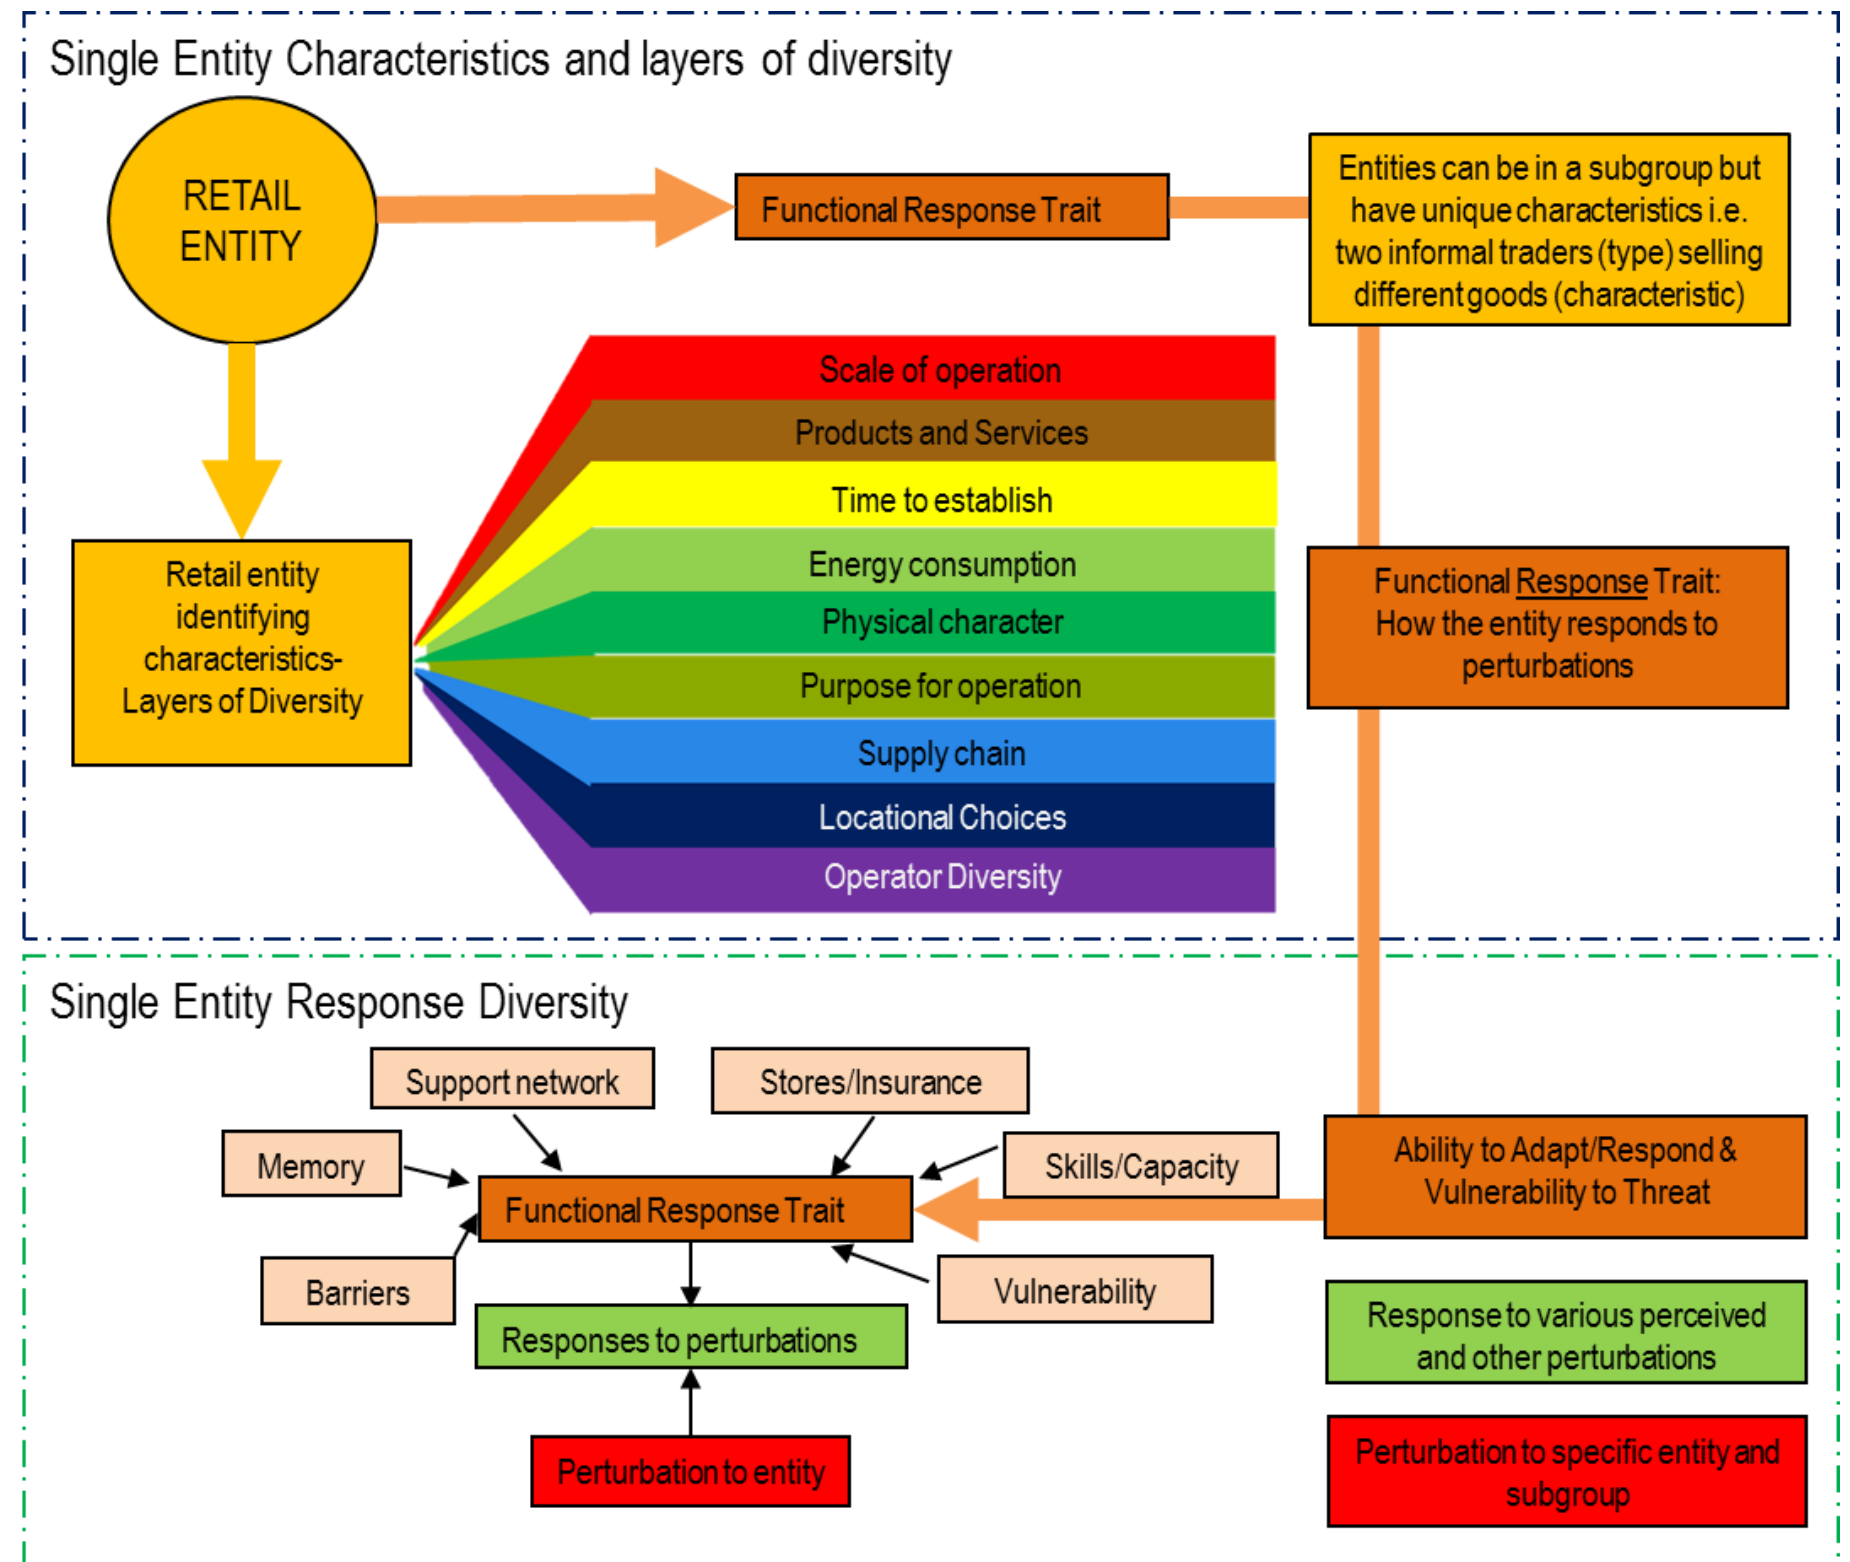 Single Entity Characteristics and layers of diversity
RETAIL
ENTITY
Functional Response Trait
Entities can be in a subgroup but
have unique characteristics i.e.
two informal traders (type) selling
different goods (characteristic)
Scale of operation
Products and Services
Time to establish
Energy consumption
Physical character
Purpose for operation
Supply chain
Locational Choices
Operator Diversity
Retail entity
identifying
characteristics-
Layers of Diversity
Functional Response Trait:
How the entity responds to
perturbations
Single Entity Response Diversity
Support network
Stores/Insurance
Memory
Skills/Capacity
Ability to Adapt/Respond &
Vulnerability to Threat
Functional Response Trait
Barriers
Vulnerability
Responses to perturbations
Response to various perceived
and other perturbations
Perturbation to entity
Perturbation to specific entity and
subgroup